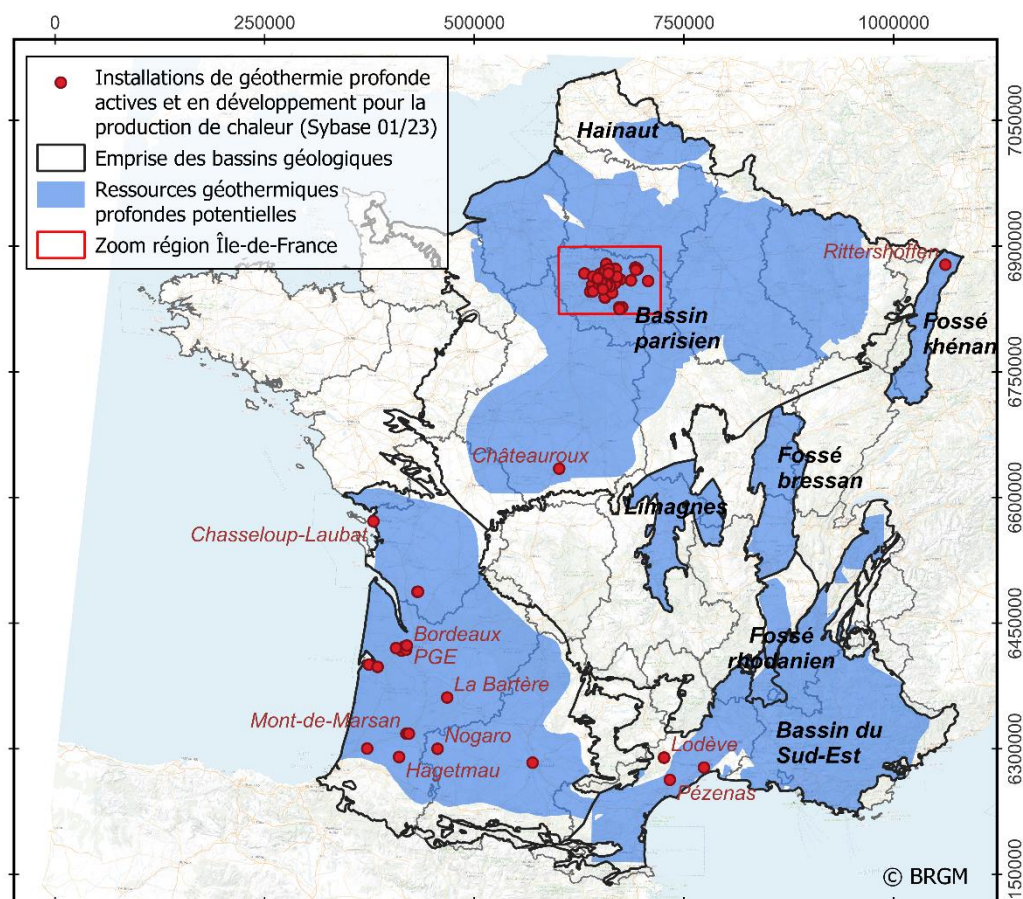 0
250000
500000
750000
1000000
Installations de géothermie profonde
actives et en développement pour la
production de chaleur (Sybase 01/23)
Emprise des bassins géologiques
Ressources géothermiques
profondes potentielles
Zoom région Île-de-France
Hainaut
7050000
6900000
Rittershoffen
Bassin
parisien
Fossé
rhénan
6750000
Châteauroux
Fossé
bressan
Limagnes
6600000
Chasseloup-Laubat
Bordeaux
PGE
Fossé
rhodanien
6450000
La Bartère
Mont-de-Marsan
Nogaro
Hagetmau
Lodève
Pézenas
Bassin du
Sud-Est
6300000
6150000
© BRGM